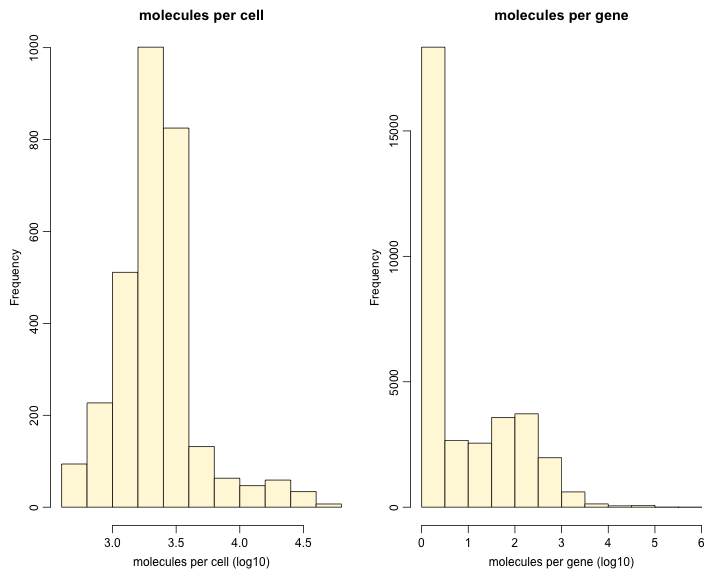 molecules per cell
Frequency
0
200
400
600
800
1000
3.0 3.5 4.0 4.5
molecules per cell (log10)
molecules per gene
Frequency
0
5000
10000
15000
0 1 2 3 4 5 6
molecules per gene (log10)